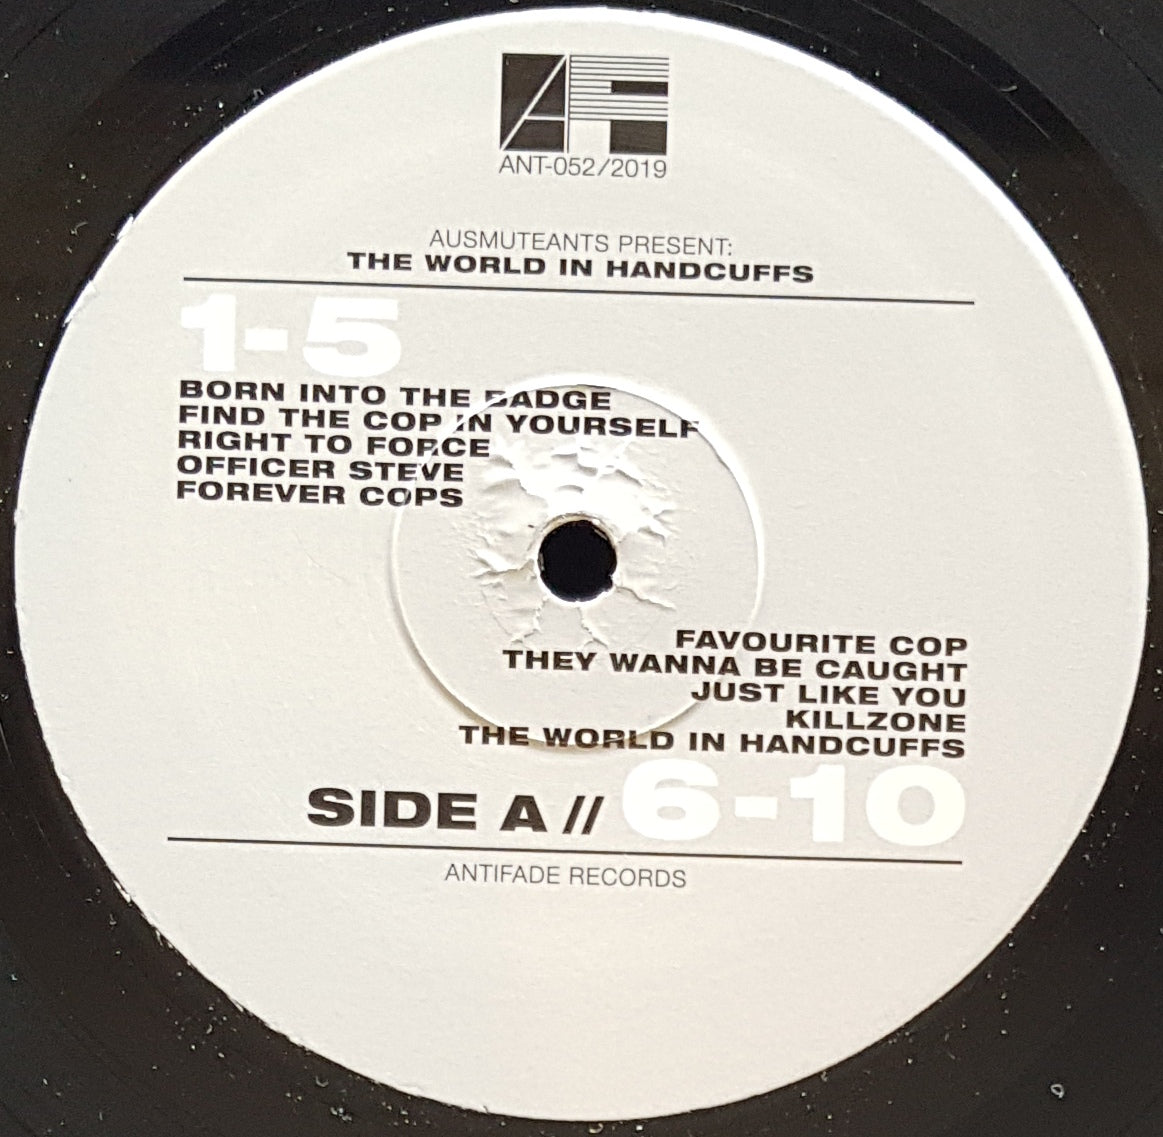 AF
ANT-052/2019
AUSMUTEANTS PRESENT:
THE WORLD IN HANDCUFFS
1-5
BORN INTO THE BADGE
FIND THE COP IN YOURSELF
RIGHT TO FORCE
OFFICER STEVE
FOREVER COPS
FAVOURITE COP
THEY WANNA BE CAUGHT
JUST LIKE YOU
KILLZONE
THE WORLD IN HANDCUFFS
SIDE A // 6-10
ANTIFADE RECORDS